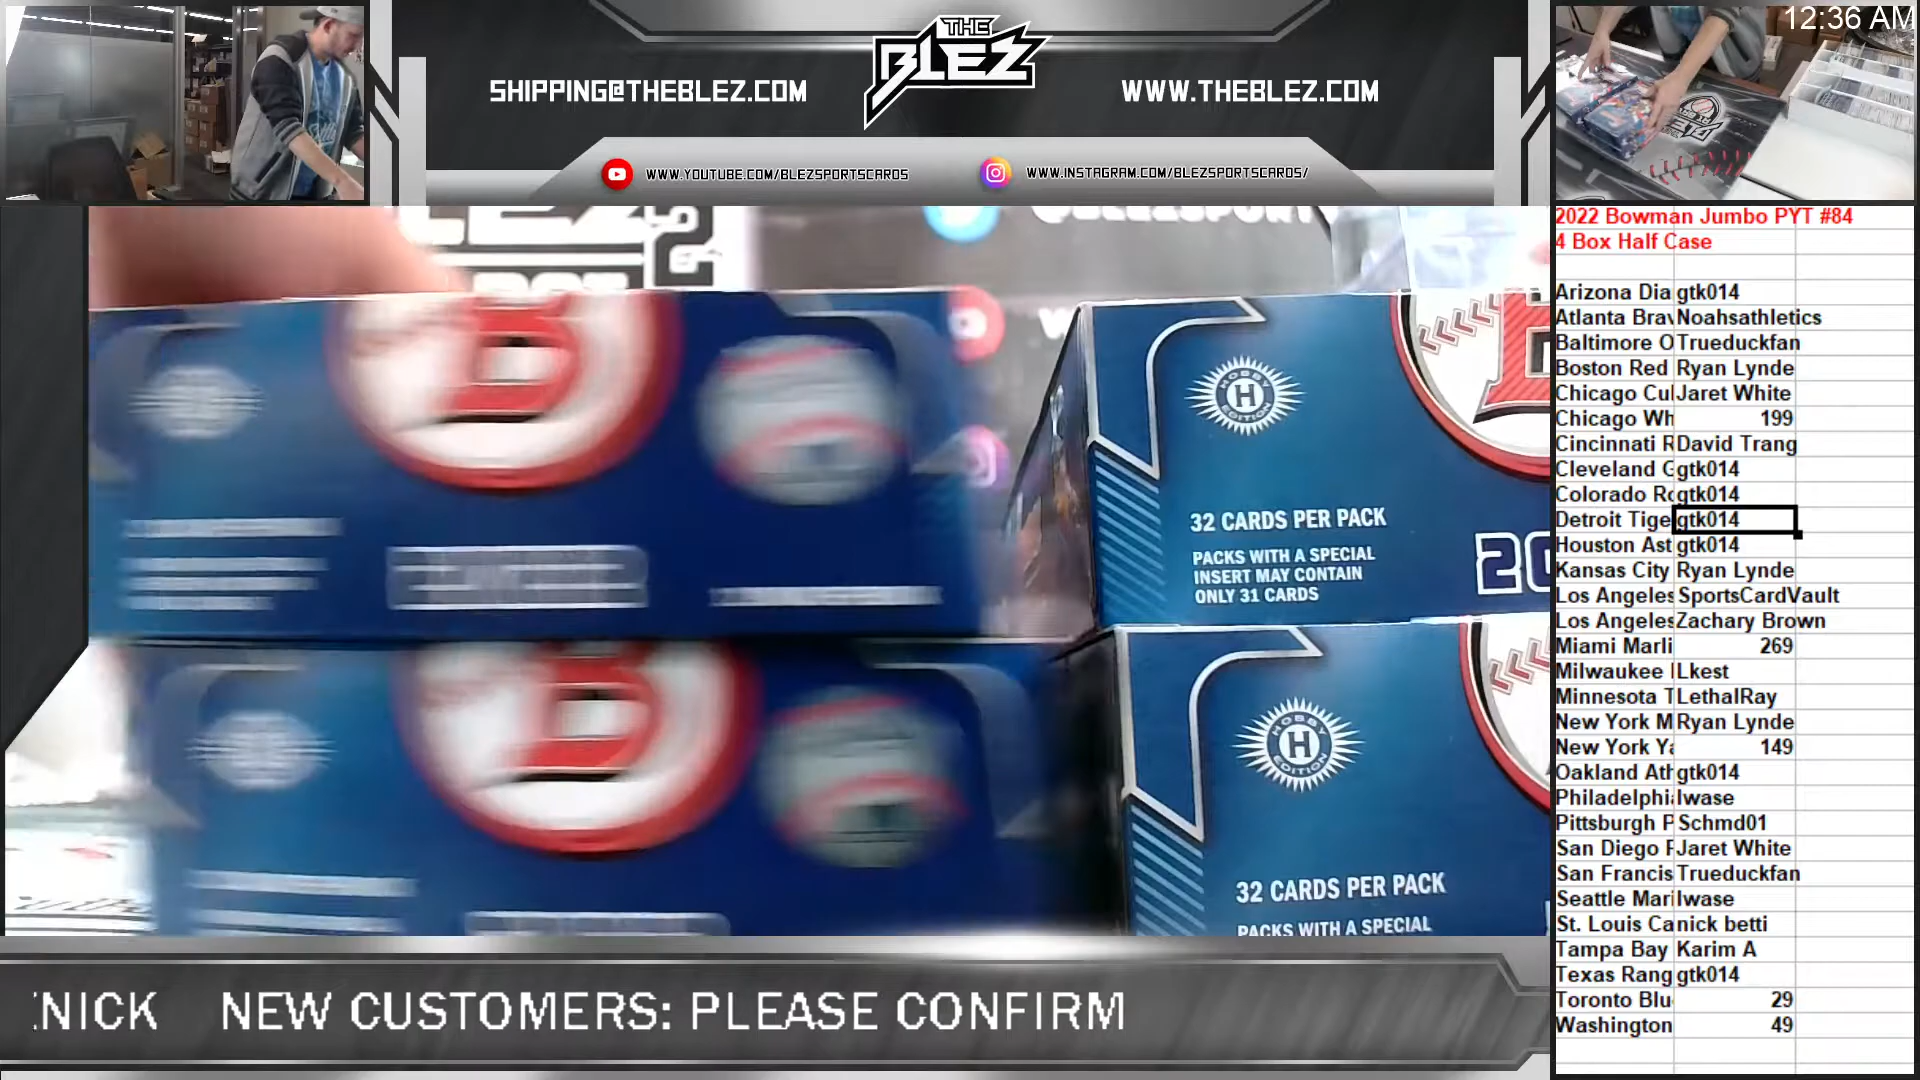 THE
BLEZ
SHIPPING@THEBLEZ.COM
WWW.THEBLEZ.COM
WWW.YOUTUBE.COM/BLEZSPORTSCARDS
WWW.INSTAGRAM.COM/BLEZSPORTSCARDS/
12:36 AM
HOBBY
H
EDITION
32 CARDS PER PACK
PACKS WITH A SPECIAL
INSERT MAY CONTAIN
ONLY 31 CARDS
20
HOBBY
H
EDITION
32 CARDS PER PACK
PACKS WITH A SPECIAL
NICK NEW CUSTOMERS: PLEASE CONFIRM
2022 Bowman Jumbo PYT #84
4 Box Half Case
Arizona Dia gtk014
Atlanta Brav Noahsathletics
Baltimore O Trueduckfan
Boston Red Ryan Lynde
Chicago Cu Jaret White
Chicago Wh 199
Cincinnati R David Trang
Cleveland G gtk014
Colorado Ro gtk014
Detroit Tige gtk014
Houston Ast gtk014
Kansas City Ryan Lynde
Los Angeles SportsCardVault
Los Angeles Zachary Brown
Miami Marli 269
Milwaukee Lkest
Minnesota T LethalRay
New York M Ryan Lynde
New York Ya 149
Oakland Ath gtk014
Philadelphi lwase
Pittsburgh P Schmd01
San Diego P Jaret White
San Francis Trueduckfan
Seattle Mari lwase
St. Louis Ca nick betti
Tampa Bay Karim A
Texas Rang gtk014
Toronto Blu 29
Washington 49